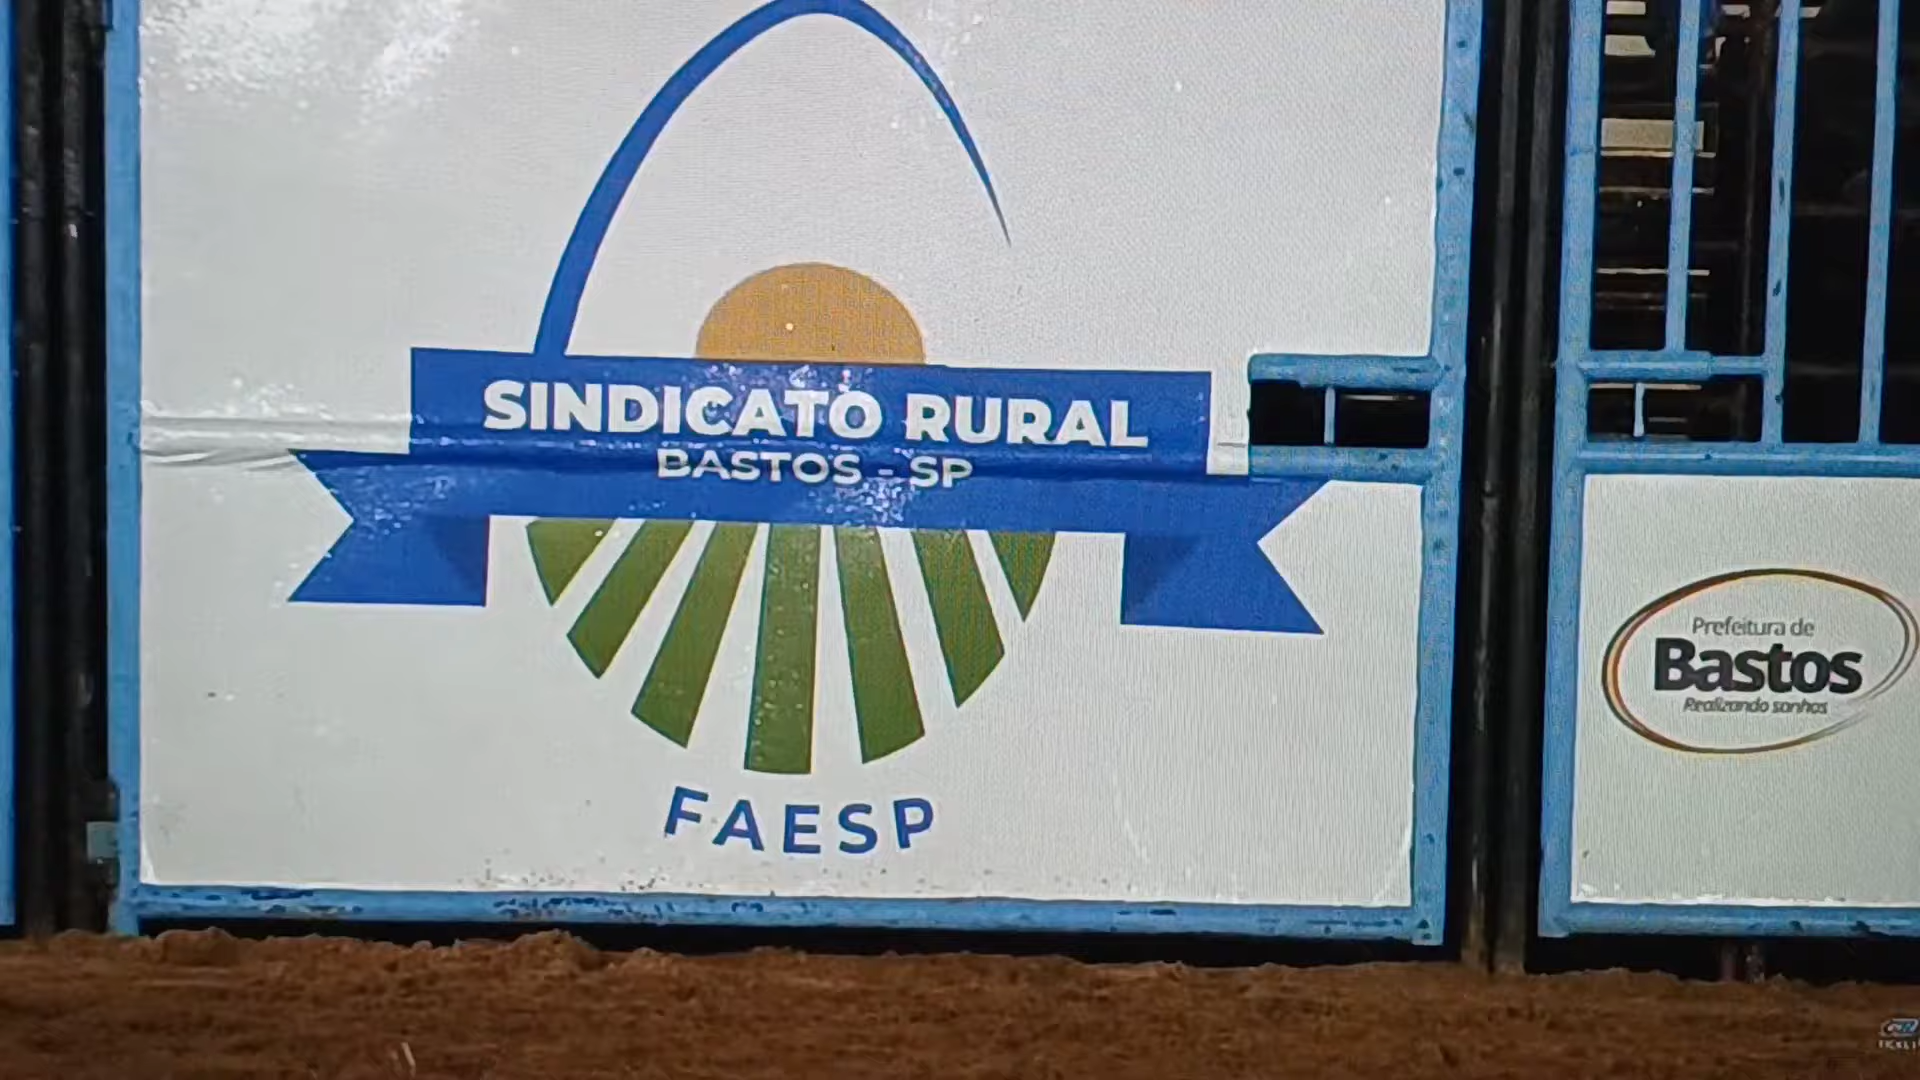 SINDICATO RURAL
BASTOS - SP
FAESP
Prefeitura de
Bastos
Realizando sonhos